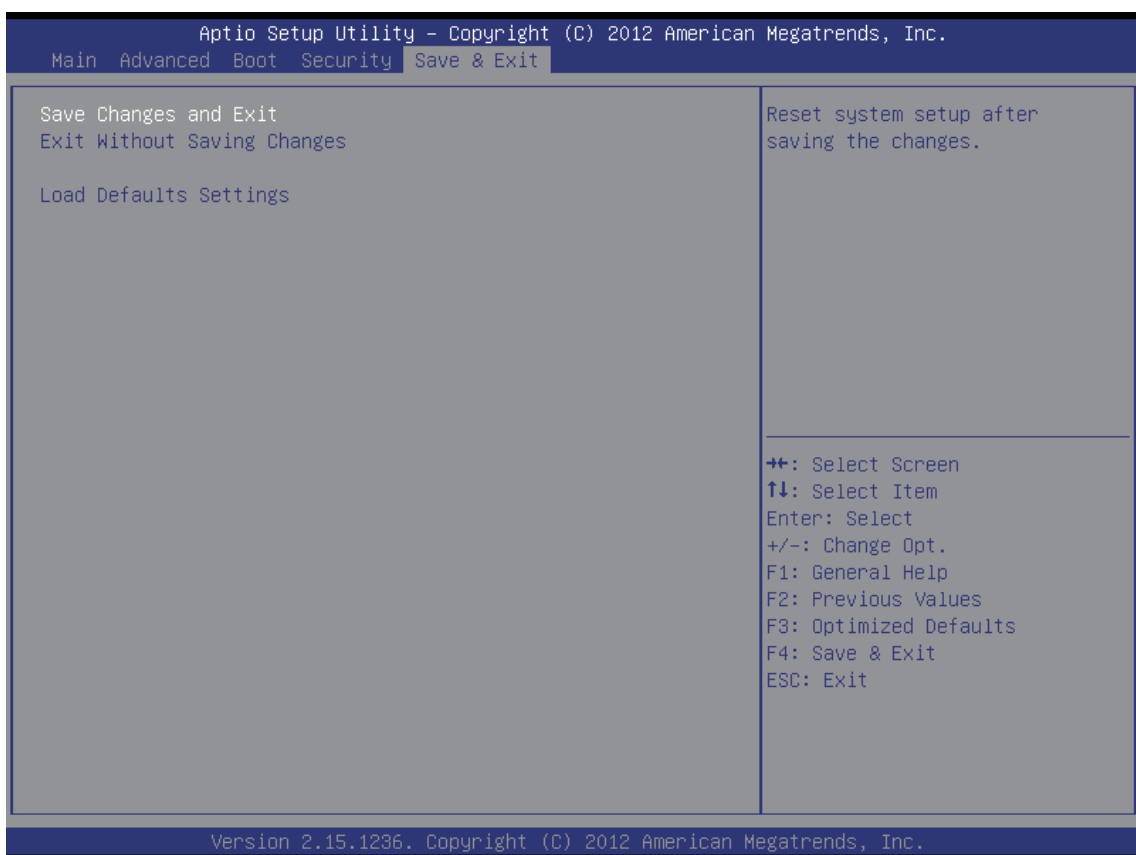 Aptio Setup Utility – Copyright (C) 2012 American Megatrends, Inc.
Main Advanced Boot Security Save & Exit
Save Changes and Exit
Exit Without Saving Changes
Load Defaults Settings
Reset system setup after
saving the changes.
→←: Select Screen
↑↓: Select Item
Enter: Select
+/-: Change Opt.
F1: General Help
F2: Previous Values
F3: Optimized Defaults
F4: Save & Exit
ESC: Exit
Version 2.15.1236. Copyright (C) 2012 American Megatrends, Inc.